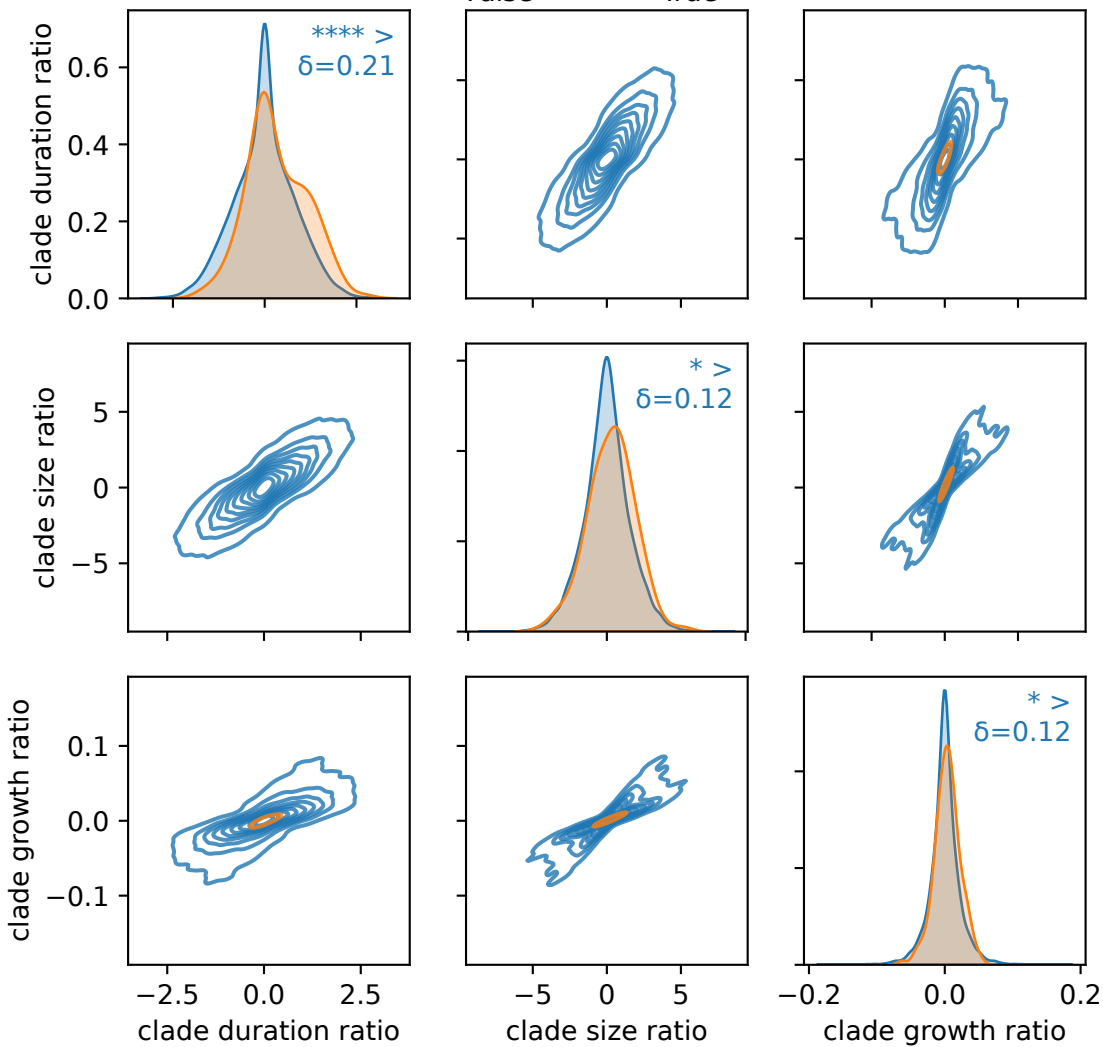 clade duration ratio
0.6
0.4
0.2
0.0
**** >
δ=0.21
clade size ratio
5
0
−5
* >
δ=0.12
clade growth ratio
0.1
0.0
−0.1
* >
δ=0.12
−2.5 0.0 2.5
−5 0 5
−0.2 0.0 0.2
clade duration ratio
clade size ratio
clade growth ratio